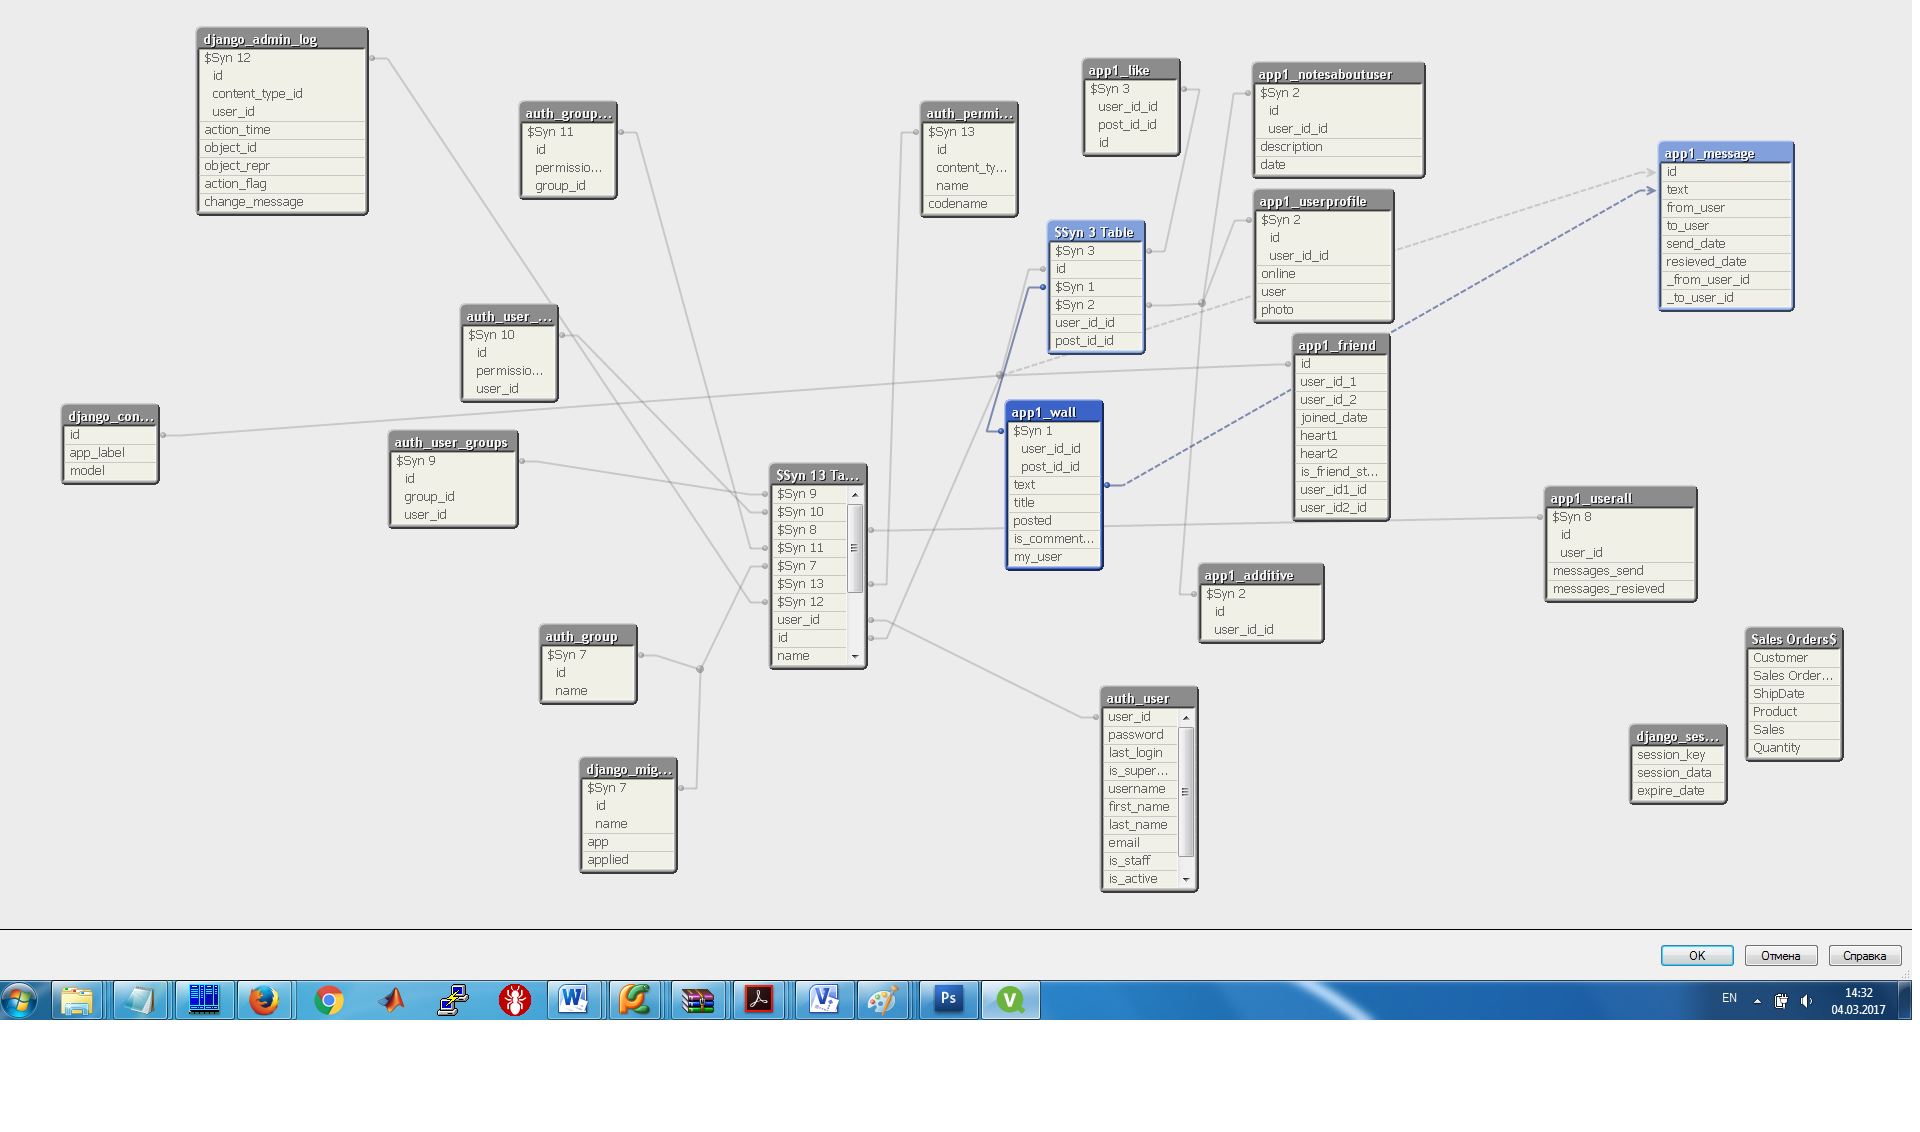 django_admin_log
$Syn 12
id
content_type_id
user_id
action_time
object_id
object_repr
action_flag
change_message
auth_group...
$Syn 11
id
permissio...
group_id
auth_permi...
$Syn 13
id
content_ty...
name
codename
app1_like
$Syn 3
user_id_id
post_id_id
id
app1_notesaboutuser
$Syn 2
id
user_id_id
description
date
app1_message
id
text
from_user
to_user
send_date
resieved_date
_from_user_id
_to_user_id
app1_userprofile
$Syn 2
id
user_id_id
online
user
photo
$Syn 3 Table
$Syn 3
id
$Syn 1
$Syn 2
user_id_id
post_id_id
auth_user_...
$Syn 10
id
permissio...
user_id
app1_friend
id
user_id_1
user_id_2
joined_date
heart1
heart2
is_friend_st...
user_id1_id
user_id2_id
django_con...
id
app_label
model
auth_user_groups
$Syn 9
id
group_id
user_id
app1_wall
$Syn 1
user_id_id
post_id_id
text
title
posted
is_comment...
my_user
$Syn 13 Ta...
$Syn 9
$Syn 10
$Syn 8
$Syn 11
$Syn 7
$Syn 13
$Syn 12
user_id
id
name
app1_userall
$Syn 8
id
user_id
messages_send
messages_resieved
app1_additive
$Syn 2
id
user_id_id
auth_group
$Syn 7
id
name
Sales Orders$
Customer
Sales Order...
ShipDate
Product
Sales
Quantity
auth_user
user_id
password
last_login
is_super...
username
first_name
last_name
email
is_staff
is_active
django_ses...
session_key
session_data
expire_date
django_mig...
$Syn 7
id
name
app
applied
OK
Отмена
Справка
W
V
Ps
V
EN
14:32
04.03.2017